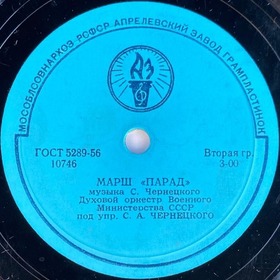 МОСОБЛСОВНАРХОЗ РСФСР АПРЕЛЕВСКИЙ ЗАВОД ГРАМПЛАСТИНОК
АЗ
ГОСТ 5289-56
10746
Вторая гр.
3-00
МАРШ «ПАРАД»
музыка С. Чернецкого
Духовой оркестр Военного
Министерства СССР
под упр. С. А. ЧЕРНЕЦКОГО